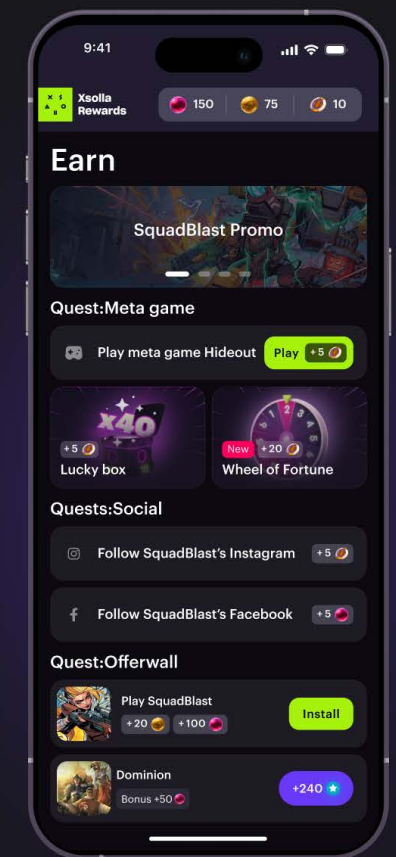 9:41
Xsolla
Rewards
150
75
10
Earn
SquadBlast Promo
Quest:Meta game
Play meta game Hideout
Play
+5
x40
+5
Lucky box
2
New
+20
Wheel of Fortune
Quests:Social
Follow SquadBlast's Instagram
+5
Follow SquadBlast's Facebook
+5
Quest:Offerwall
Play SquadBlast
+20
+100
Install
Dominion
Bonus +50
+240